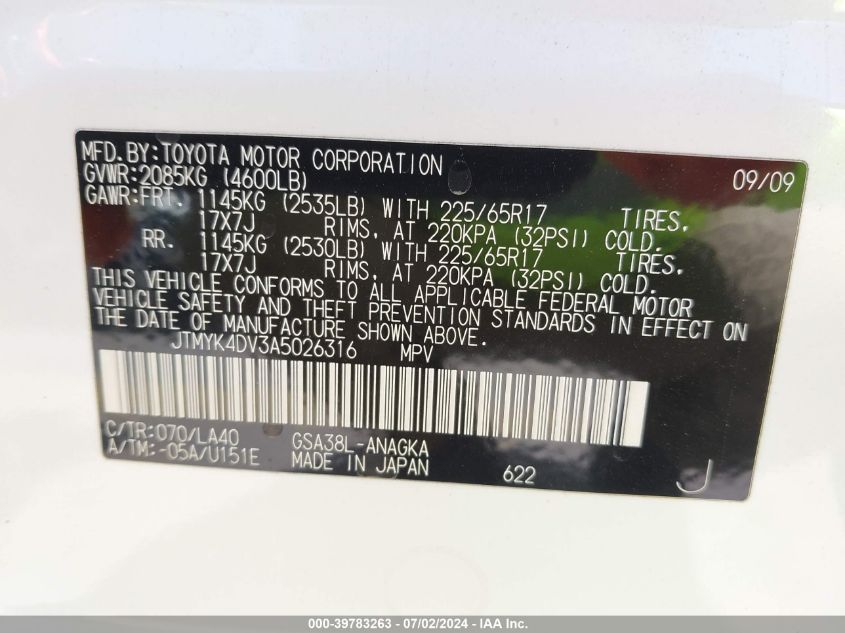 MFD.BY:TOYOTA MOTOR CORPORATION 09/09
GVWR:2085KG (4600LB)
GAWR:FRT. 1145KG (2535LB) WITH 225/65R17 TIRES,
17X7J RIMS, AT 220KPA (32PSI) COLD.
RR. 1145KG (2530LB) WITH 225/65R17 TIRES,
17X7J RIMS, AT 220KPA (32PSI) COLD.
THIS VEHICLE CONFORMS TO ALL APPLICABLE FEDERAL MOTOR
VEHICLE SAFETY AND THEFT PREVENTION STANDARDS IN EFFECT ON
THE DATE OF MANUFACTURE SHOWN ABOVE.
JTMYK4DV3A5026316 MPV
C/TR:070/LA40 GSA38L-ANAGKA
A/TM:-05A/U151E MADE IN JAPAN 622 J
000-39783263 - 07/02/2024 - IAAI.com